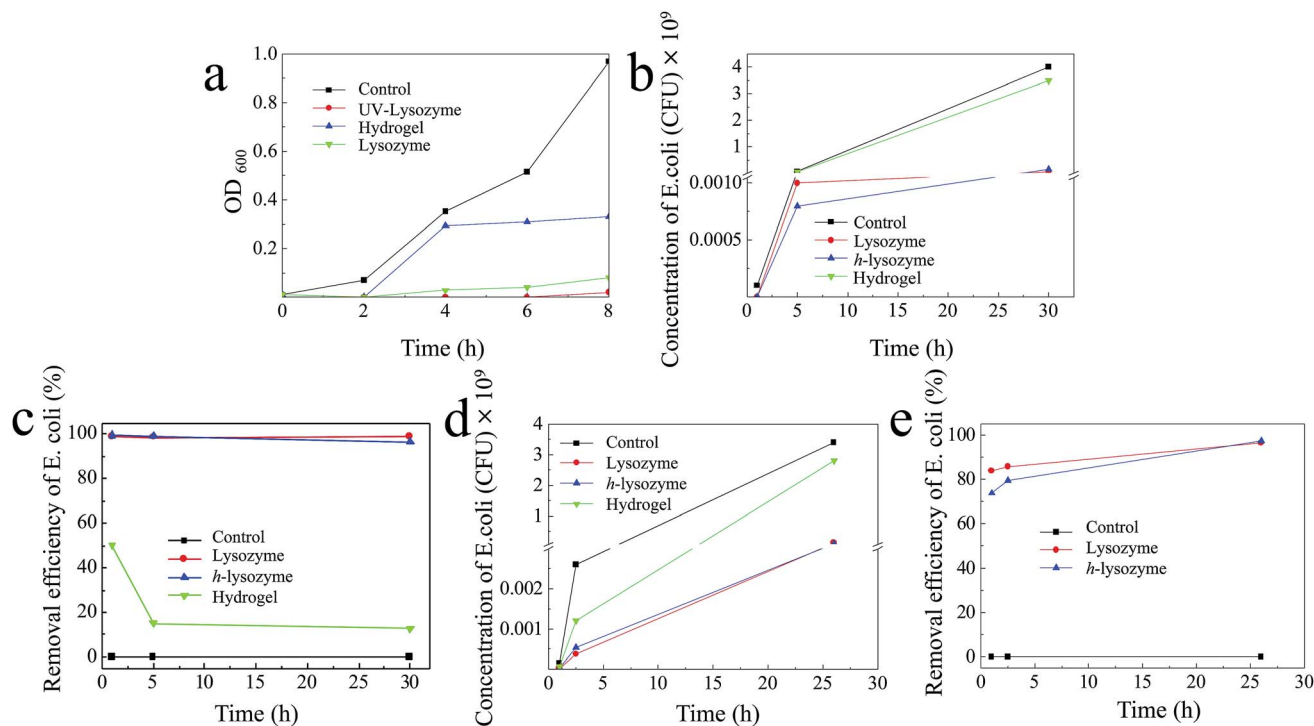 a
OD 600
1.0
0.8
0.6
0.4
0.2
Control
UV-Lysozyme
Hydrogel
Lysozyme
0 2 4 6 8
Time (h)
b
Concentration of E.coli (CFU) × 10⁹
4
3
2
1
0.0010
0.0005
Control
Lysozyme
h-lysozyme
Hydrogel
0 5 10 15 20 25 30
Time (h)
c
Removal efficiency of E. coli (%)
100
80
60
40
20
0
Control
Lysozyme
h-lysozyme
Hydrogel
0 5 10 15 20 25 30
Time (h)
d
Concentration of E.coli (CFU) × 10⁹
4
3
2
1
0.002
0.001
Control
Lysozyme
h-lysozyme
Hydrogel
0 5 10 15 20 25 30
Time (h)
e
Removal efficiency of E. coli (%)
100
80
60
40
20
0
Control
Lysozyme
h-lysozyme
0 5 10 15 20 25 30
Time (h)